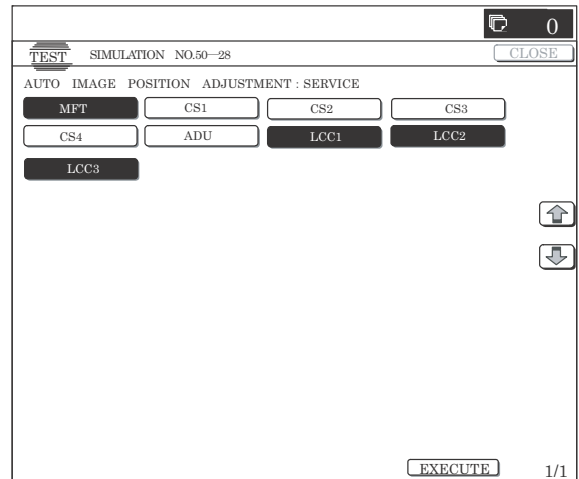 0
TEST SIMULATION NO.50—28 CLOSE
AUTO IMAGE POSITION ADJUSTMENT : SERVICE
MFT CS1 CS2 CS3
CS4 ADU LCC1 LCC2
LCC3
EXECUTE 1/1